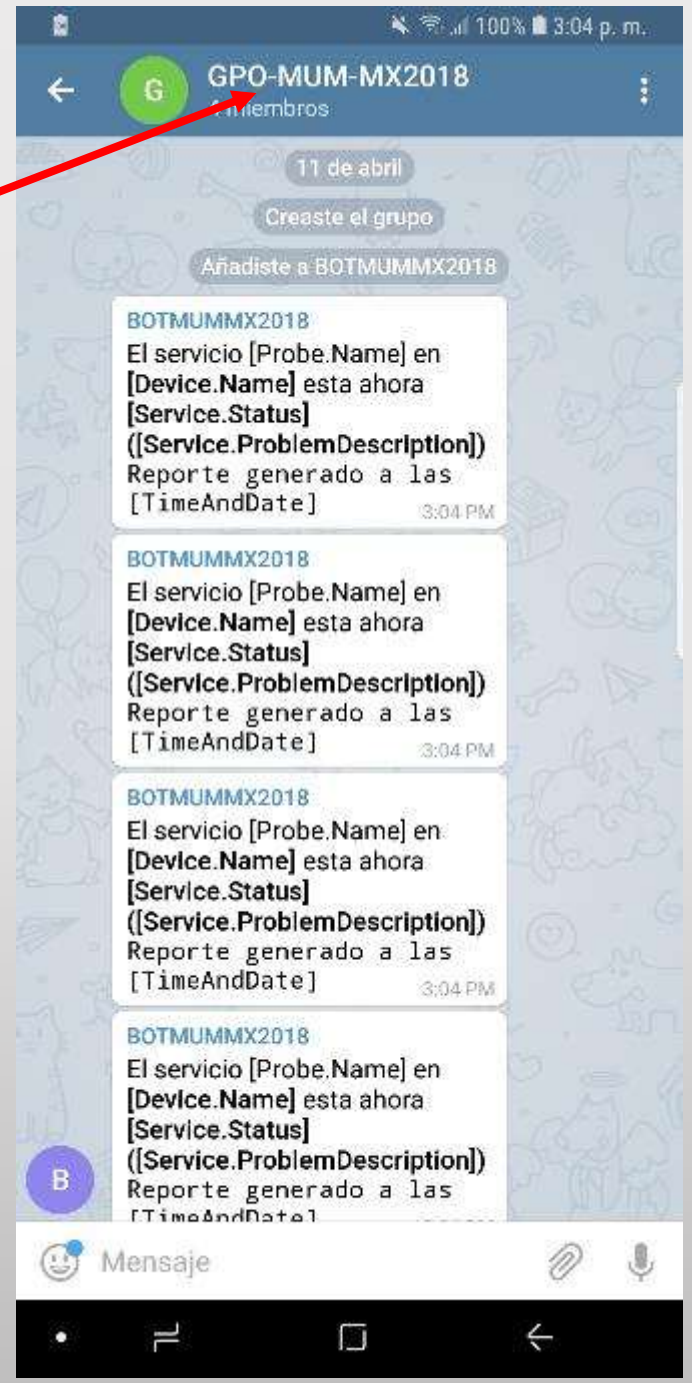 100% 3:04 p. m.
G
GPO-MUM-MX2018
4 miembros
11 de abril
Creaste el grupo
Añadiste a BOTMUMMX2018
BOTMUMMX2018
El servicio [Probe.Name] en
[Device.Name] esta ahora
[Service.Status]
([Service.ProblemDescription])
Reporte generado a las
[TimeAndDate]
3:04 PM
BOTMUMMX2018
El servicio [Probe.Name] en
[Device.Name] esta ahora
[Service.Status]
([Service.ProblemDescription])
Reporte generado a las
[TimeAndDate]
3:04 PM
BOTMUMMX2018
El servicio [Probe.Name] en
[Device.Name] esta ahora
[Service.Status]
([Service.ProblemDescription])
Reporte generado a las
[TimeAndDate]
3:04 PM
BOTMUMMX2018
El servicio [Probe.Name] en
[Device.Name] esta ahora
[Service.Status]
([Service.ProblemDescription])
B
Reporte generado a las
[TimeAndDate]
Mensaje